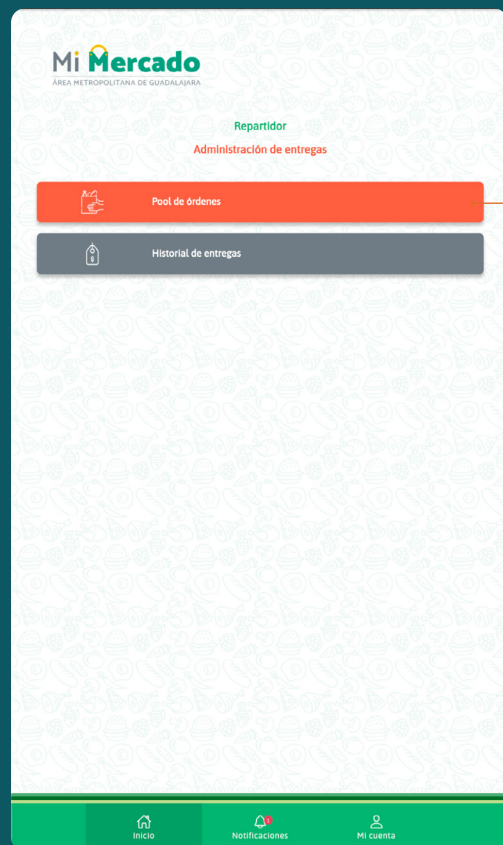 Mi Mercado
ÁREA METROPOLITANA DE GUADALAJARA
Repartidor
Administración de entregas
Pool de órdenes
Historial de entregas
1
Inicio
Notificaciones
Mi cuenta